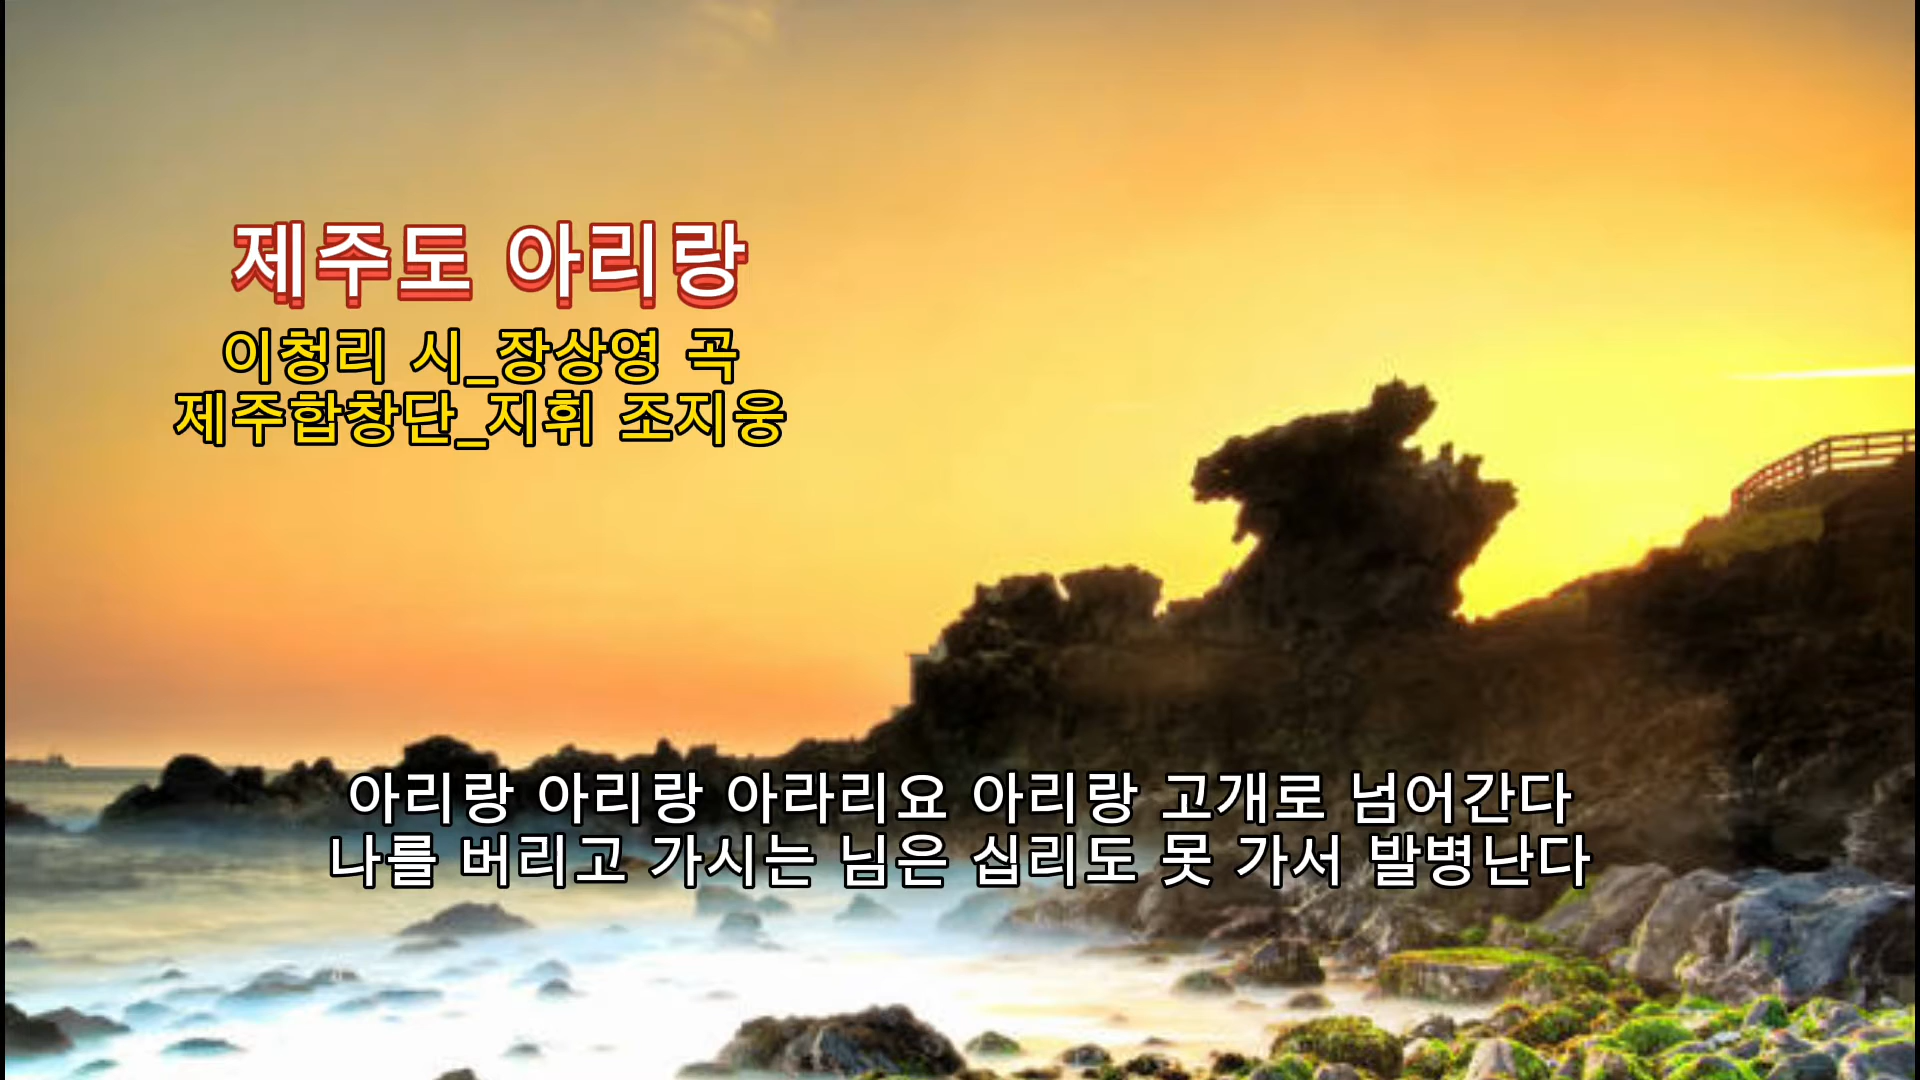 제주도 아리랑
이청리 시_장상영 곡
제주합창단_지휘 조지웅
아리랑 아리랑 아라리요 아리랑 고개로 넘어간다
나를 버리고 가시는 님은 십리도 못 가서 발병난다